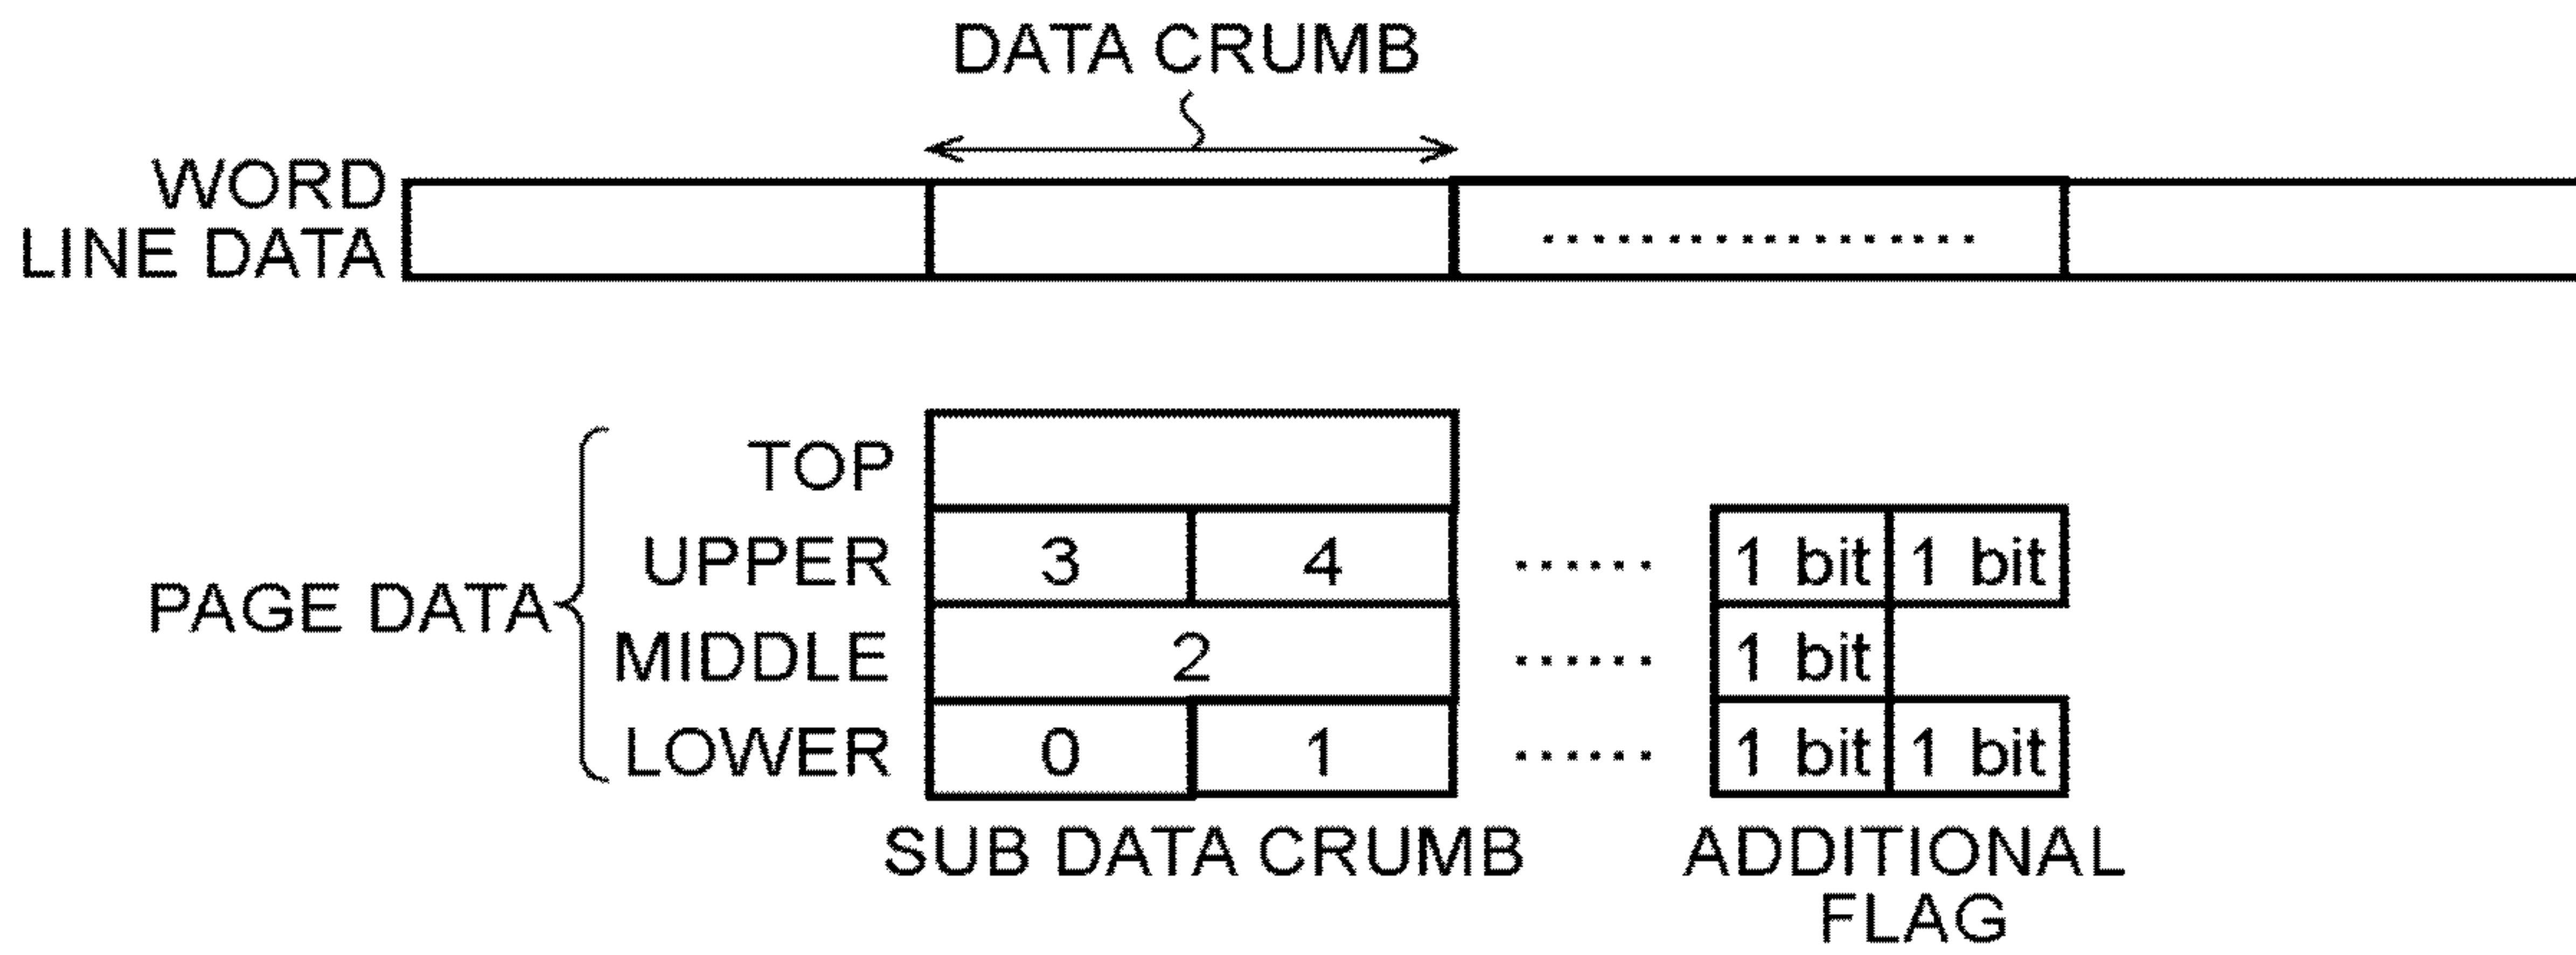 DATA CRUMB
WORD
LINE DATA
..................
PAGE DATA
TOP
UPPER 3 4 ...... 1 bit 1 bit
MIDDLE 2 ...... 1 bit
LOWER 0 1 ...... 1 bit 1 bit
SUB DATA CRUMB
ADDITIONAL
FLAG